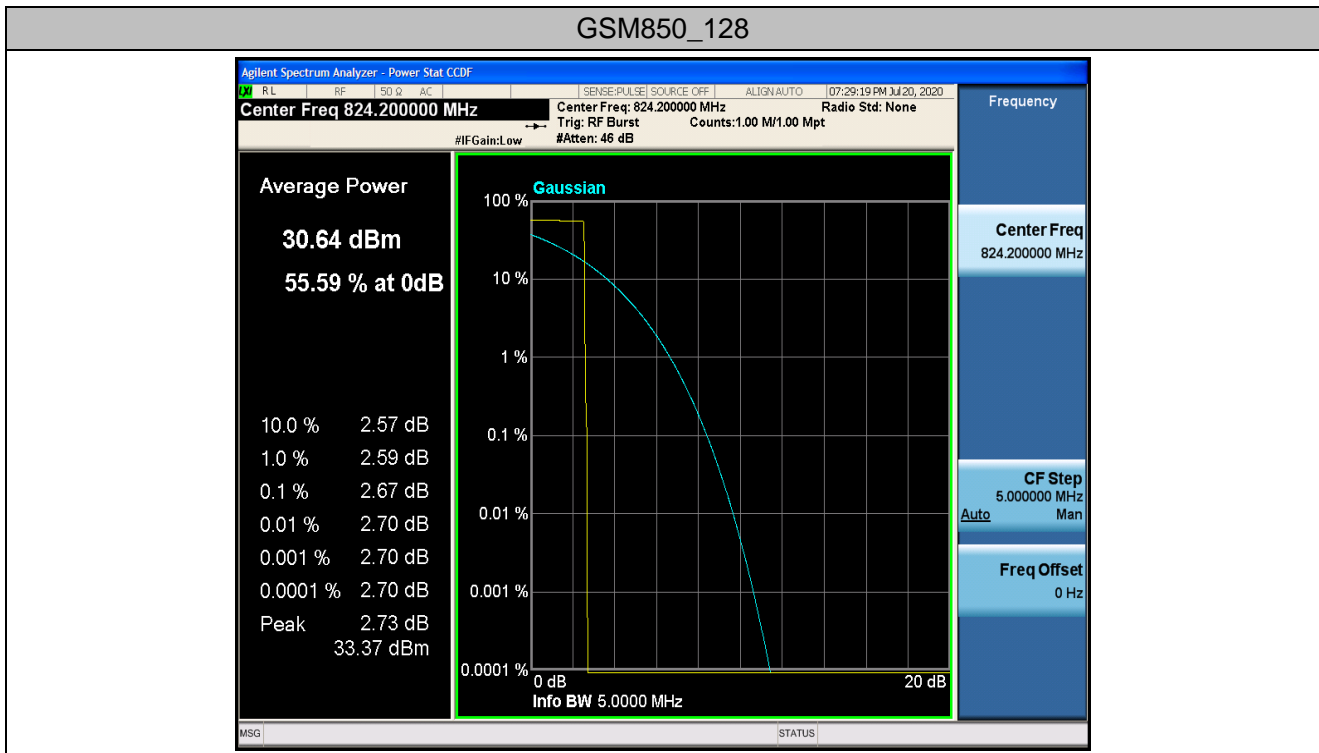 GSM850_128
Agilent Spectrum Analyzer - Power Stat CCDF
LXI RL RF 50 Ω AC SENSE:PULSE SOURCE OFF ALIGN AUTO 07:29:19 PM Jul 20, 2020
Center Freq 824.200000 MHz
Center Freq: 824.200000 MHz Radio Std: None
Trig: RF Burst Counts:1.00 M/1.00 Mpt
#IFGain:Low #Atten: 46 dB
Frequency
Average Power
30.64 dBm
55.59 % at 0dB
10.0 % 2.57 dB
1.0 % 2.59 dB
0.1 % 2.67 dB
0.01 % 2.70 dB
0.001 % 2.70 dB
0.0001 % 2.70 dB
Peak 2.73 dB
33.37 dBm
Gaussian
100 %
10 %
1 %
0.1 %
0.01 %
0.001 %
0.0001 %
0 dB 20 dB
Info BW 5.0000 MHz
Center Freq
824.200000 MHz
CF Step
5.000000 MHz
Auto Man
Freq Offset
0 Hz
MSG STATUS